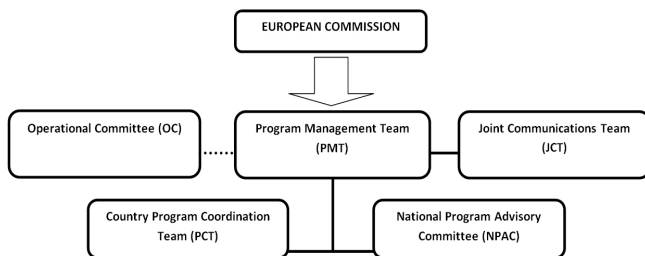 EUROPEAN COMMISSION
Operational Committee (OC)
Program Management Team
(PMT)
Joint Communications Team
(JCT)
Country Program Coordination
Team (PCT)
National Program Advisory
Committee (NPAC)